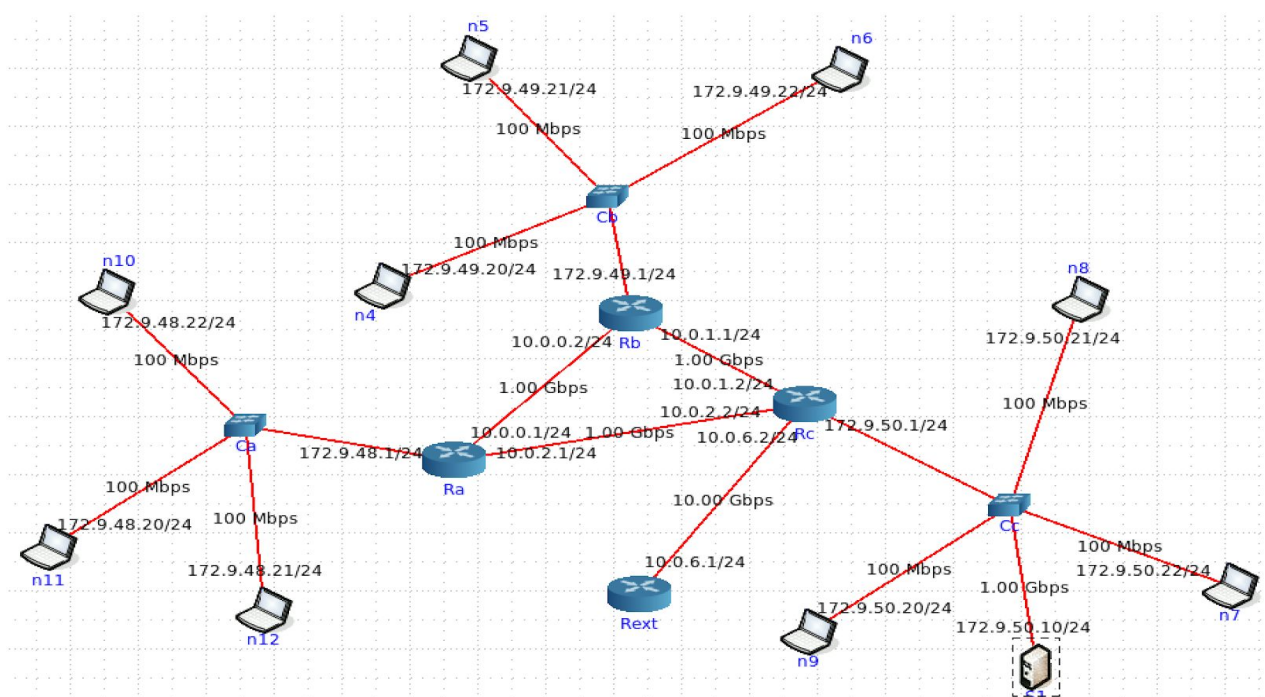 n5
n6
172.9.49.21/24
172.9.49.22/24
100 Mbps
100 Mbps
Cb
100 Mbps
n10
172.9.49.20/24
172.9.49.1/24
n8
n4
172.9.48.22/24
10.0.0.2/24
Rb
10.0.1.1/24
172.9.50.21/24
100 Mbps
1.00 Gbps
1.00 Gbps
10.0.1.2/24
100 Mbps
10.0.2.2/24
Ca
10.0.0.1/24
1.00 Gbps
10.0.6.2/24
Rc
172.9.50.1/24
172.9.48.1/24
10.0.2.1/24
Ra
100 Mbps
10.00 Gbps
172.9.48.20/24
100 Mbps
Cc
100 Mbps
10.0.6.1/24
100 Mbps
172.9.48.21/24
172.9.50.22/24
n11
1.00 Gbps
172.9.50.20/24
n7
Rext
172.9.50.10/24
n12
n9
S1